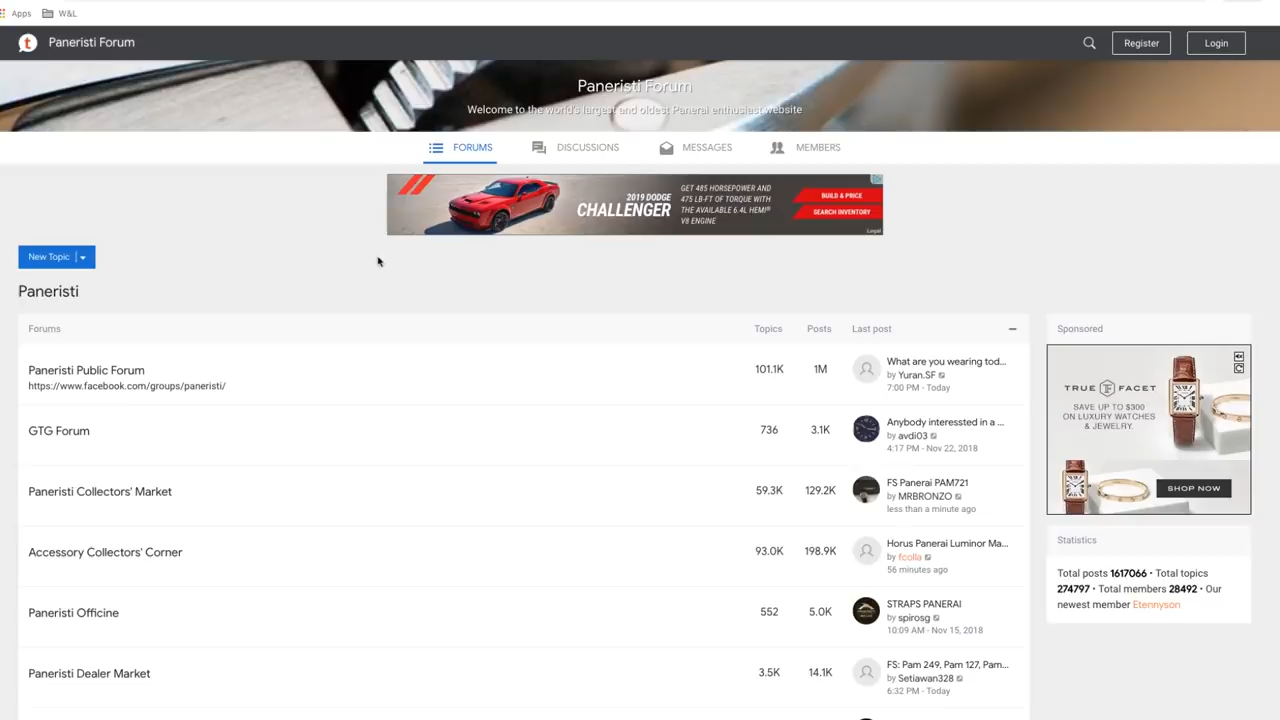 Apps W&L
t Paneristi Forum Register Login
Paneristi Forum
Welcome to the world's largest and oldest Panerai enthusiast website
FORUMS DISCUSSIONS MESSAGES MEMBERS
2019 DODGE
CHALLENGER
GET 485 HORSEPOWER AND
475 LB-FT OF TORQUE WITH
THE AVAILABLE 6.4L HEMI®
V8 ENGINE
BUILD & PRICE
SEARCH INVENTORY
Legal
New Topic
Paneristi
Forums Topics Posts Last post
Paneristi Public Forum
https://www.facebook.com/groups/paneristi/
101.1K 1M
What are you wearing tod...
by Yuran.SF
7:00 PM - Today
GTG Forum 736 3.1K
Anybody interessted in a ...
by avdi03
4:17 PM - Nov 22, 2018
Paneristi Collectors' Market 59.3K 129.2K
FS Panerai PAM721
by MRBRONZO
less than a minute ago
Accessory Collectors' Corner 93.0K 198.9K
Horus Panerai Luminor Ma...
by fcolla
56 minutes ago
Paneristi Officine 552 5.0K
STRAPS PANERAI
by spirosg
10:09 AM - Nov 15, 2018
Paneristi Dealer Market 3.5K 14.1K
FS: Pam 249, Pam 127, Pam...
by Setiawan328
6:32 PM - Today
Sponsored
TRUE FACET
SAVE UP TO $300
ON LUXURY WATCHES
& JEWELRY.
SHOP NOW
Statistics
Total posts 1617066 • Total topics
274797 • Total members 28492 • Our
newest member Etennyson